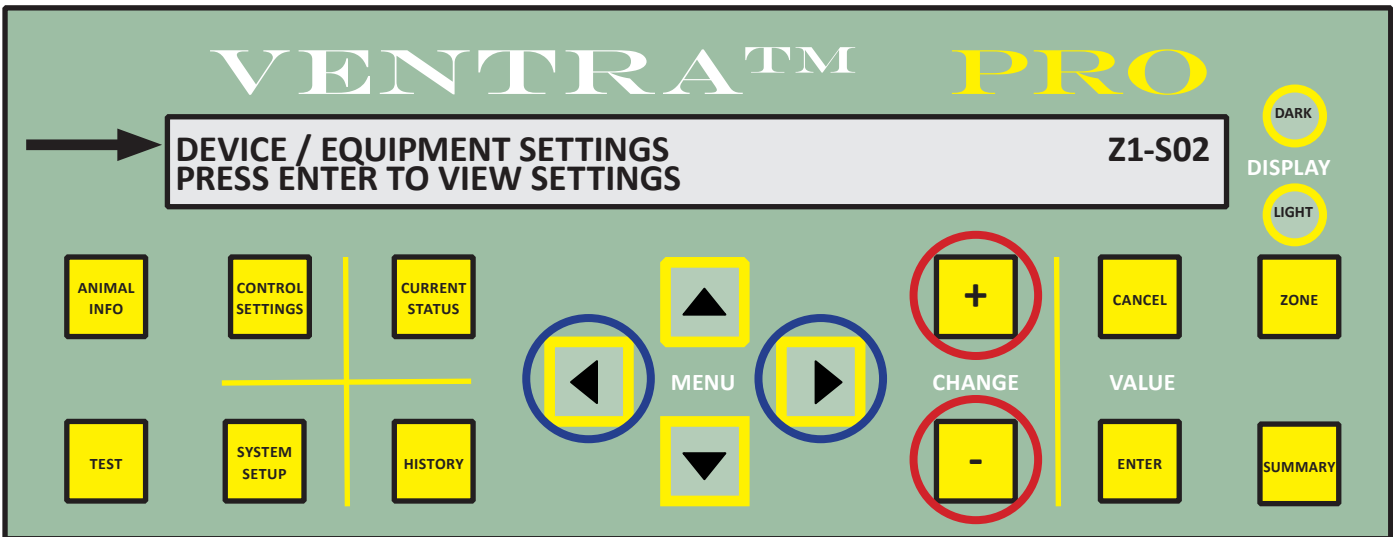 VENTRA™ PRO
DEVICE / EQUIPMENT SETTINGS Z1-S02
PRESS ENTER TO VIEW SETTINGS
DARK
DISPLAY
LIGHT
ANIMAL
INFO
CONTROL
SETTINGS
CURRENT
STATUS
+
CANCEL
ZONE
MENU
CHANGE
VALUE
TEST
SYSTEM
SETUP
HISTORY
-
ENTER
SUMMARY